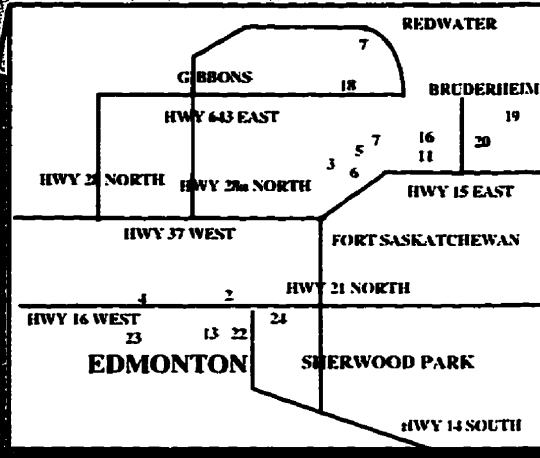 REDWATER
7
GIBBONS
18
BRUDERHEIM
HWY 643 EAST
19
7
16
20
5
11
3
6
HWY 28 NORTH
HWY 28a NORTH
HWY 15 EAST
HWY 37 WEST
FORT SASKATCHEWAN
HWY 21 NORTH
4
2
HWY 16 WEST
24
23
13 22
EDMONTON
SHERWOOD PARK
HWY 14 SOUTH